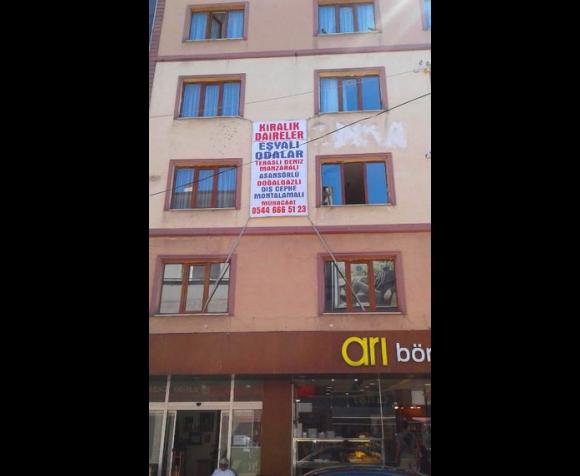 KİRALIK
DAİRELER
EŞYALI
ODALAR
TERASLI DENİZ
MANZARALI
ASANSÖRLÜ
DOĞALGAZLI
DIŞ CEPHE
MONTALAMALI
MÜRACAAT
0544 666 51 23
arı bör